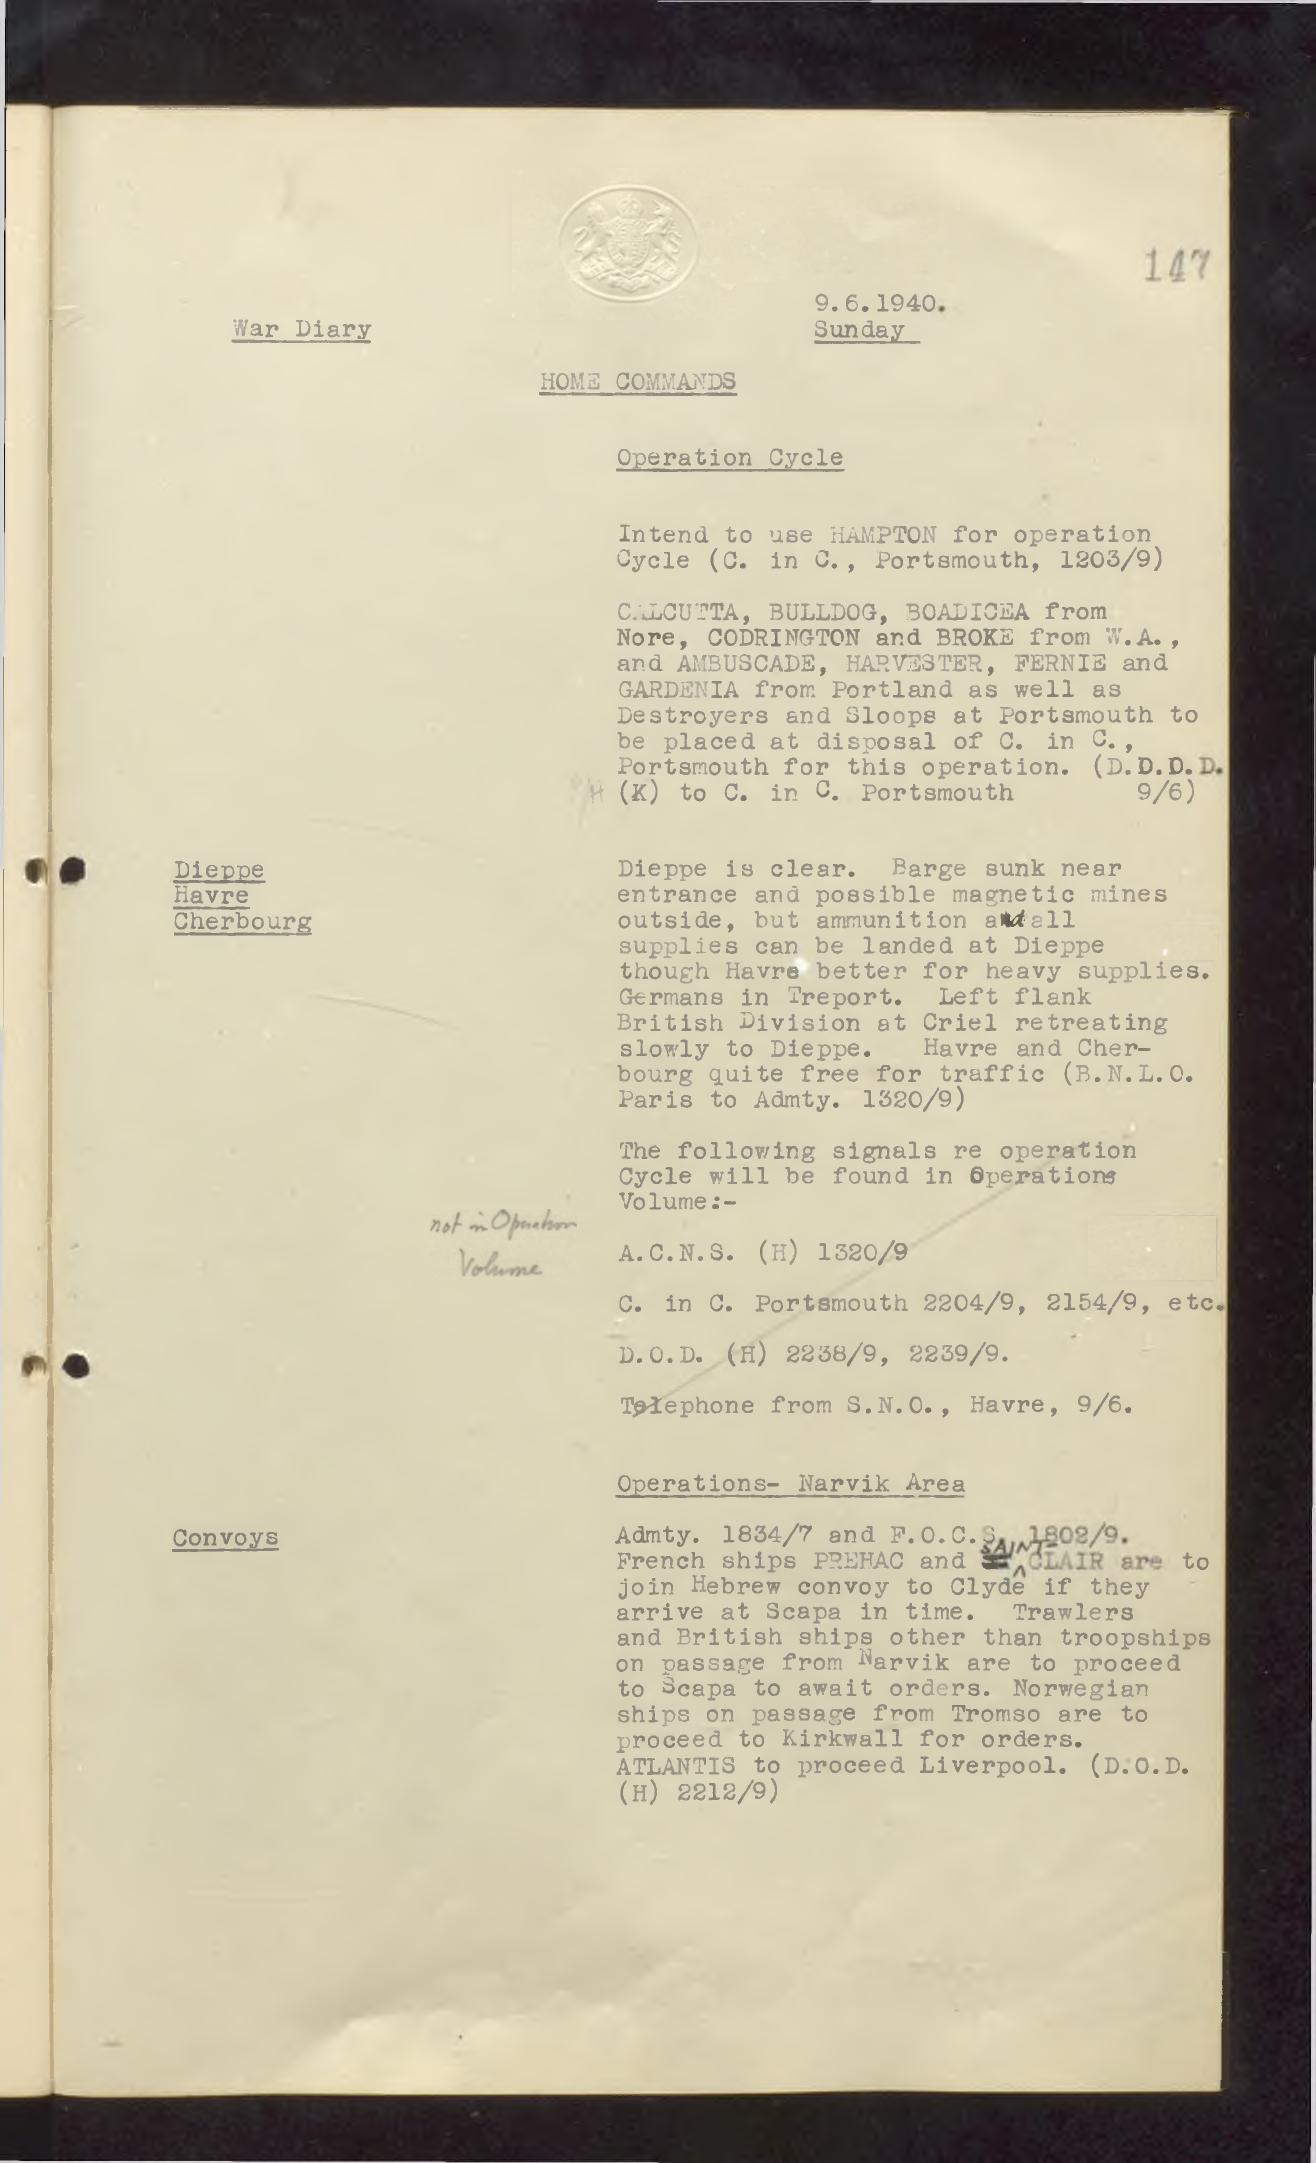 147
9.6.1940.
War Diary
Sunday
HOME COMMANDS
Operation Cycle
Intend to use HAMPTON for operation
Cycle (C. in C., Portsmouth, 1203/9)
CALCUTTA, BULLDOG, BOADICEA from
Nore, CODRINGTON and BROKE from W.A.,
and AMBUSCADE, HARVESTER, FERNIE and
GARDENIA from Portland as well as
Destroyers and Sloops at Portsmouth to
be placed at disposal of C. in C.,
Portsmouth for this operation. (D.D.D.D.
(K) to C. in C. Portsmouth 9/6)
Dieppe
Havre
Cherbourg
Dieppe is clear. Barge sunk near
entrance and possible magnetic mines
outside, but ammunition and all
supplies can be landed at Dieppe
though Havre better for heavy supplies.
Germans in Treport. Left flank
British Division at Criel retreating
slowly to Dieppe. Havre and Cher-
bourg quite free for traffic (B.N.L.O.
Paris to Admty. 1320/9)
The following signals re operation
Cycle will be found in Operations
Volume:-
not in Operation
Volume
A.C.N.S. (H) 1320/9
C. in C. Portsmouth 2204/9, 2154/9, etc.
D.O.D. (H) 2238/9, 2239/9.
Telephone from S.N.O., Havre, 9/6.
Operations- Narvik Area
Convoys
Admty. 1834/7 and F.O.C.S. 1802/9.
French ships PREHAC and SAINT CLAIR are to
join Hebrew convoy to Clyde if they
arrive at Scapa in time. Trawlers
and British ships other than troopships
on passage from Narvik are to proceed
to Scapa to await orders. Norwegian
ships on passage from Tromso are to
proceed to Kirkwall for orders.
ATLANTIS to proceed Liverpool. (D.O.D.
(H) 2212/9)